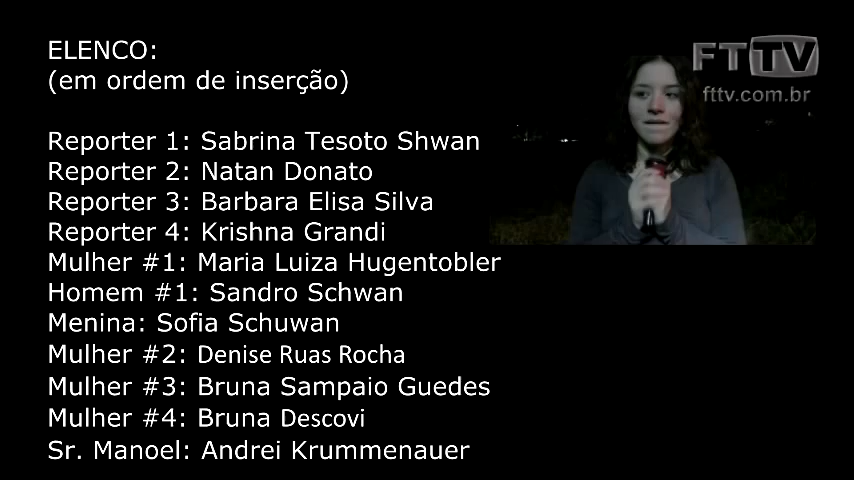 ELENCO:
(em ordem de inserção)
Reporter 1: Sabrina Tesoto Shwan
Reporter 2: Natan Donato
Reporter 3: Barbara Elisa Silva
Reporter 4: Krishna Grandi
Mulher #1: Maria Luiza Hugentobler
Homem #1: Sandro Schwan
Menina: Sofia Schuwan
Mulher #2: Denise Ruas Rocha
Mulher #3: Bruna Sampaio Guedes
Mulher #4: Bruna Descovi
Sr. Manoel: Andrei Krummenauer
FTTV
fttv.com.br